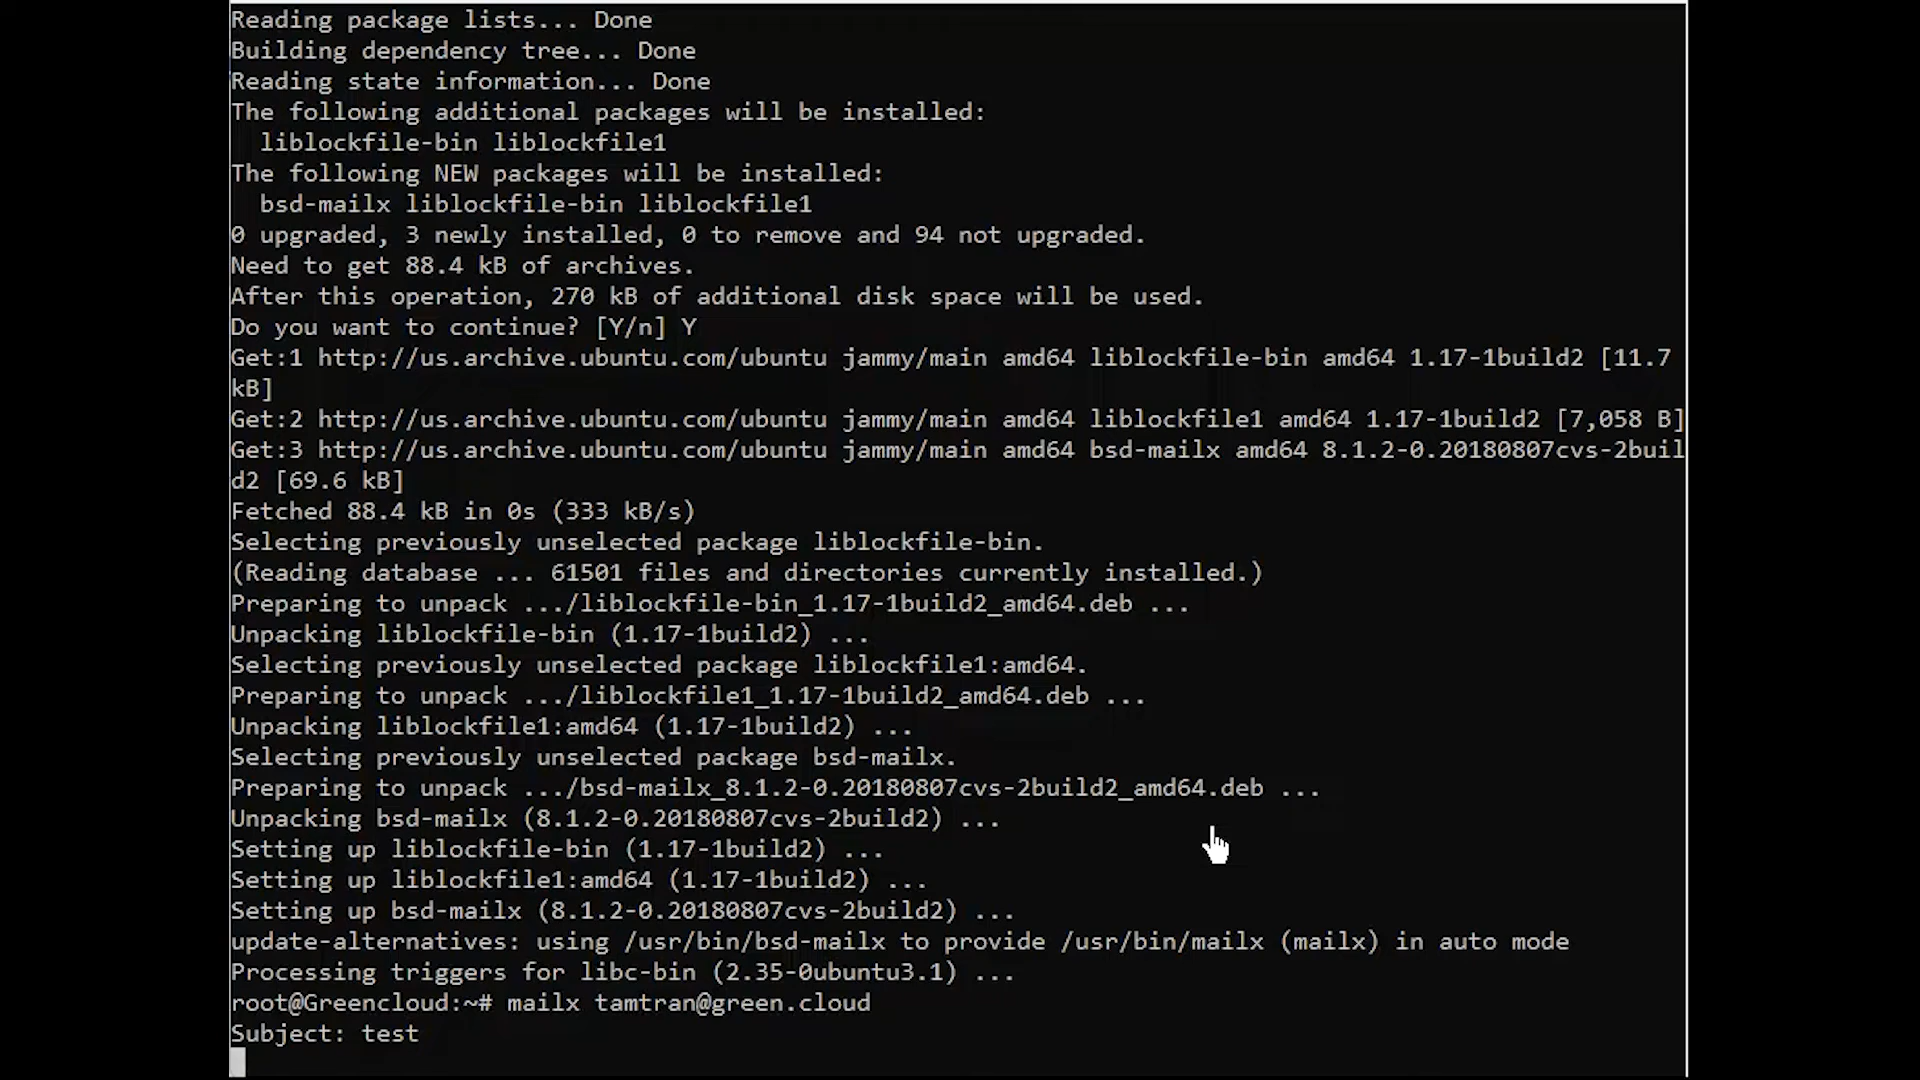 Reading package lists... Done
Building dependency tree... Done
Reading state information... Done
The following additional packages will be installed:
  liblockfile-bin liblockfile1
The following NEW packages will be installed:
  bsd-mailx liblockfile-bin liblockfile1
0 upgraded, 3 newly installed, 0 to remove and 94 not upgraded.
Need to get 88.4 kB of archives.
After this operation, 270 kB of additional disk space will be used.
Do you want to continue? [Y/n] Y
Get:1 http://us.archive.ubuntu.com/ubuntu jammy/main amd64 liblockfile-bin amd64 1.17-1build2 [11.7
kB]
Get:2 http://us.archive.ubuntu.com/ubuntu jammy/main amd64 liblockfile1 amd64 1.17-1build2 [7,058 B]
Get:3 http://us.archive.ubuntu.com/ubuntu jammy/main amd64 bsd-mailx amd64 8.1.2-0.20180807cvs-2buil
d2 [69.6 kB]
Fetched 88.4 kB in 0s (333 kB/s)
Selecting previously unselected package liblockfile-bin.
(Reading database ... 61501 files and directories currently installed.)
Preparing to unpack .../liblockfile-bin_1.17-1build2_amd64.deb ...
Unpacking liblockfile-bin (1.17-1build2) ...
Selecting previously unselected package liblockfile1:amd64.
Preparing to unpack .../liblockfile1_1.17-1build2_amd64.deb ...
Unpacking liblockfile1:amd64 (1.17-1build2) ...
Selecting previously unselected package bsd-mailx.
Preparing to unpack .../bsd-mailx_8.1.2-0.20180807cvs-2build2_amd64.deb ...
Unpacking bsd-mailx (8.1.2-0.20180807cvs-2build2) ...
Setting up liblockfile-bin (1.17-1build2) ...
Setting up liblockfile1:amd64 (1.17-1build2) ...
Setting up bsd-mailx (8.1.2-0.20180807cvs-2build2) ...
update-alternatives: using /usr/bin/bsd-mailx to provide /usr/bin/mailx (mailx) in auto mode
Processing triggers for libc-bin (2.35-0ubuntu3.1) ...
root@Greencloud:~# mailx tamtran@green.cloud
Subject: test